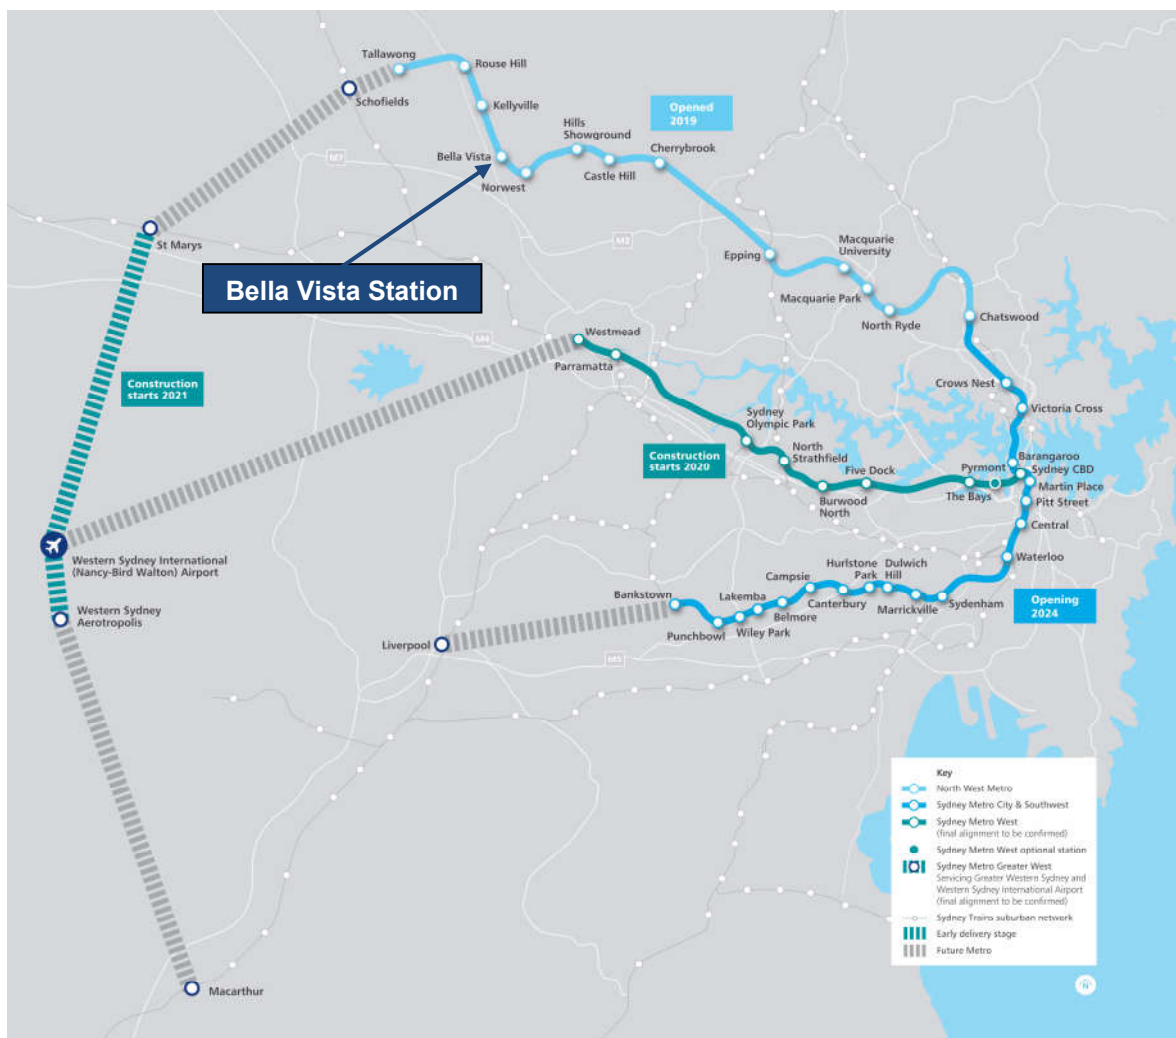 Tallawong
Rouse Hill
Schofields
Kellyville
Opened
2019
Hills
Showground
M7
Bella Vista
Cherrybrook
Castle Hill
Norwest
St Marys
M2
Macquarie
University
Epping
Bella Vista Station
Macquarie Park
North Ryde
Chatswood
Westmead
M4
Parramatta
Construction
starts 2021
Crows Nest
Victoria Cross
Sydney
Olympic Park
North
Strathfield
Construction
starts 2020
Five Dock
Pyrmont
Barangaroo
Sydney CBD
Martin Place
The Bays
Burwood
North
Pitt Street
Central
Western Sydney International
(Nancy-Bird Walton) Airport
Waterloo
Hurlstone
Park
Dulwich
Hill
Campsie
Bankstown
Lakemba
Canterbury
Marrickville
Sydenham
Opening
2024
Western Sydney
Aerotropolis
Belmore
Wiley Park
Punchbowl
Liverpool
M5
Key
North West Metro
Sydney Metro City & Southwest
Sydney Metro West
(final alignment to be confirmed)
Sydney Metro West optional station
Sydney Metro Greater West
Servicing Greater Western Sydney and
Western Sydney International Airport
(final alignment to be confirmed)
Sydney Trains suburban network
Early delivery stage
Future Metro
Macarthur
N